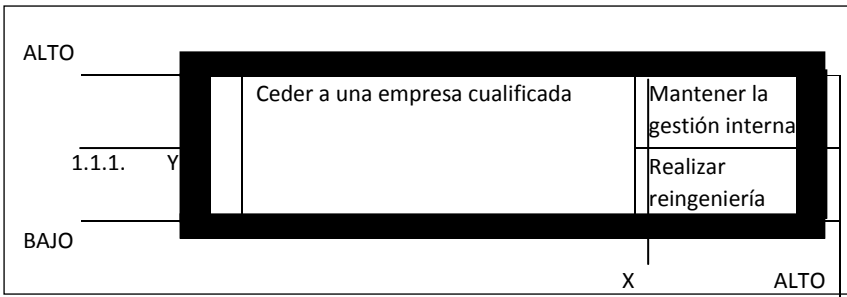 ALTO
Ceder a una empresa cualificada
Mantener la
gestión interna
1.1.1. Y
Realizar
reingeniería
BAJO
X ALTO